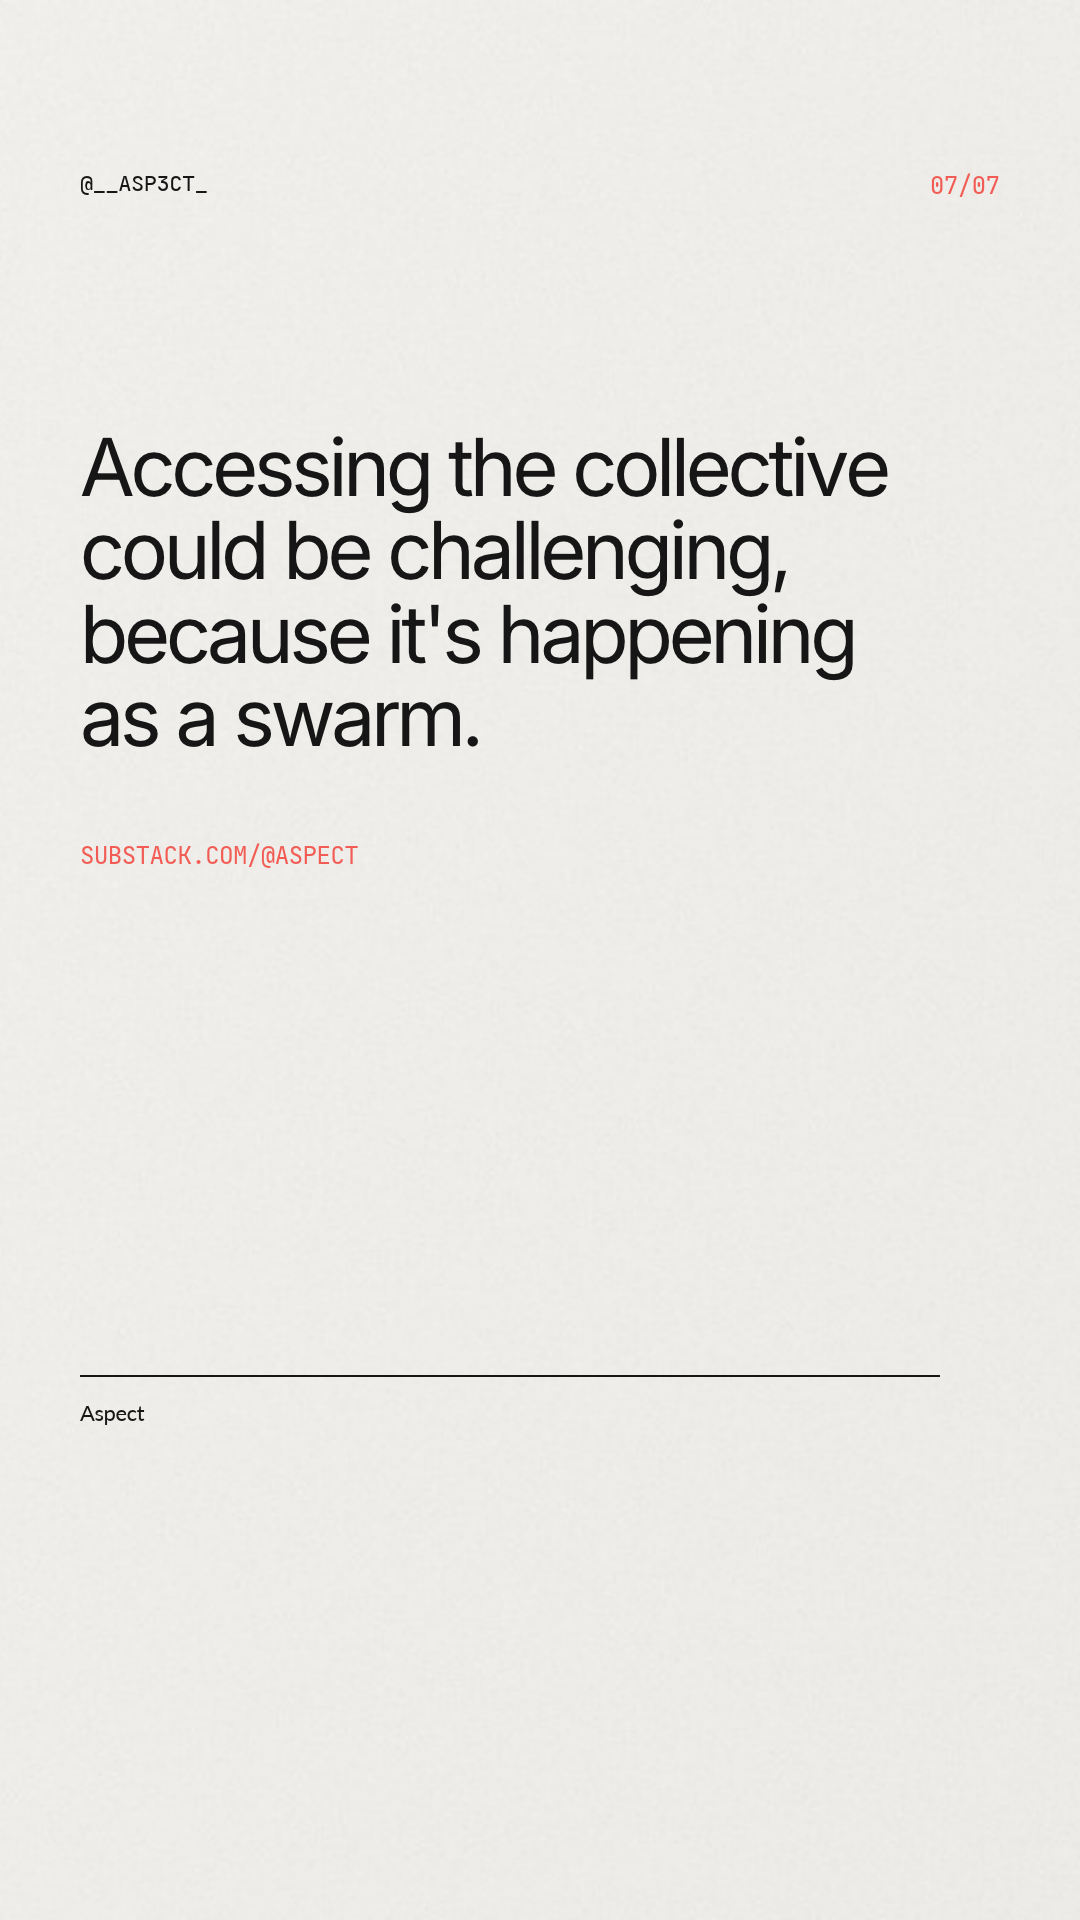 @__ASP3CT_
07/07
Accessing the collective
could be challenging,
because it's happening
as a swarm.
SUBSTACK.COM/@ASPECT
Aspect